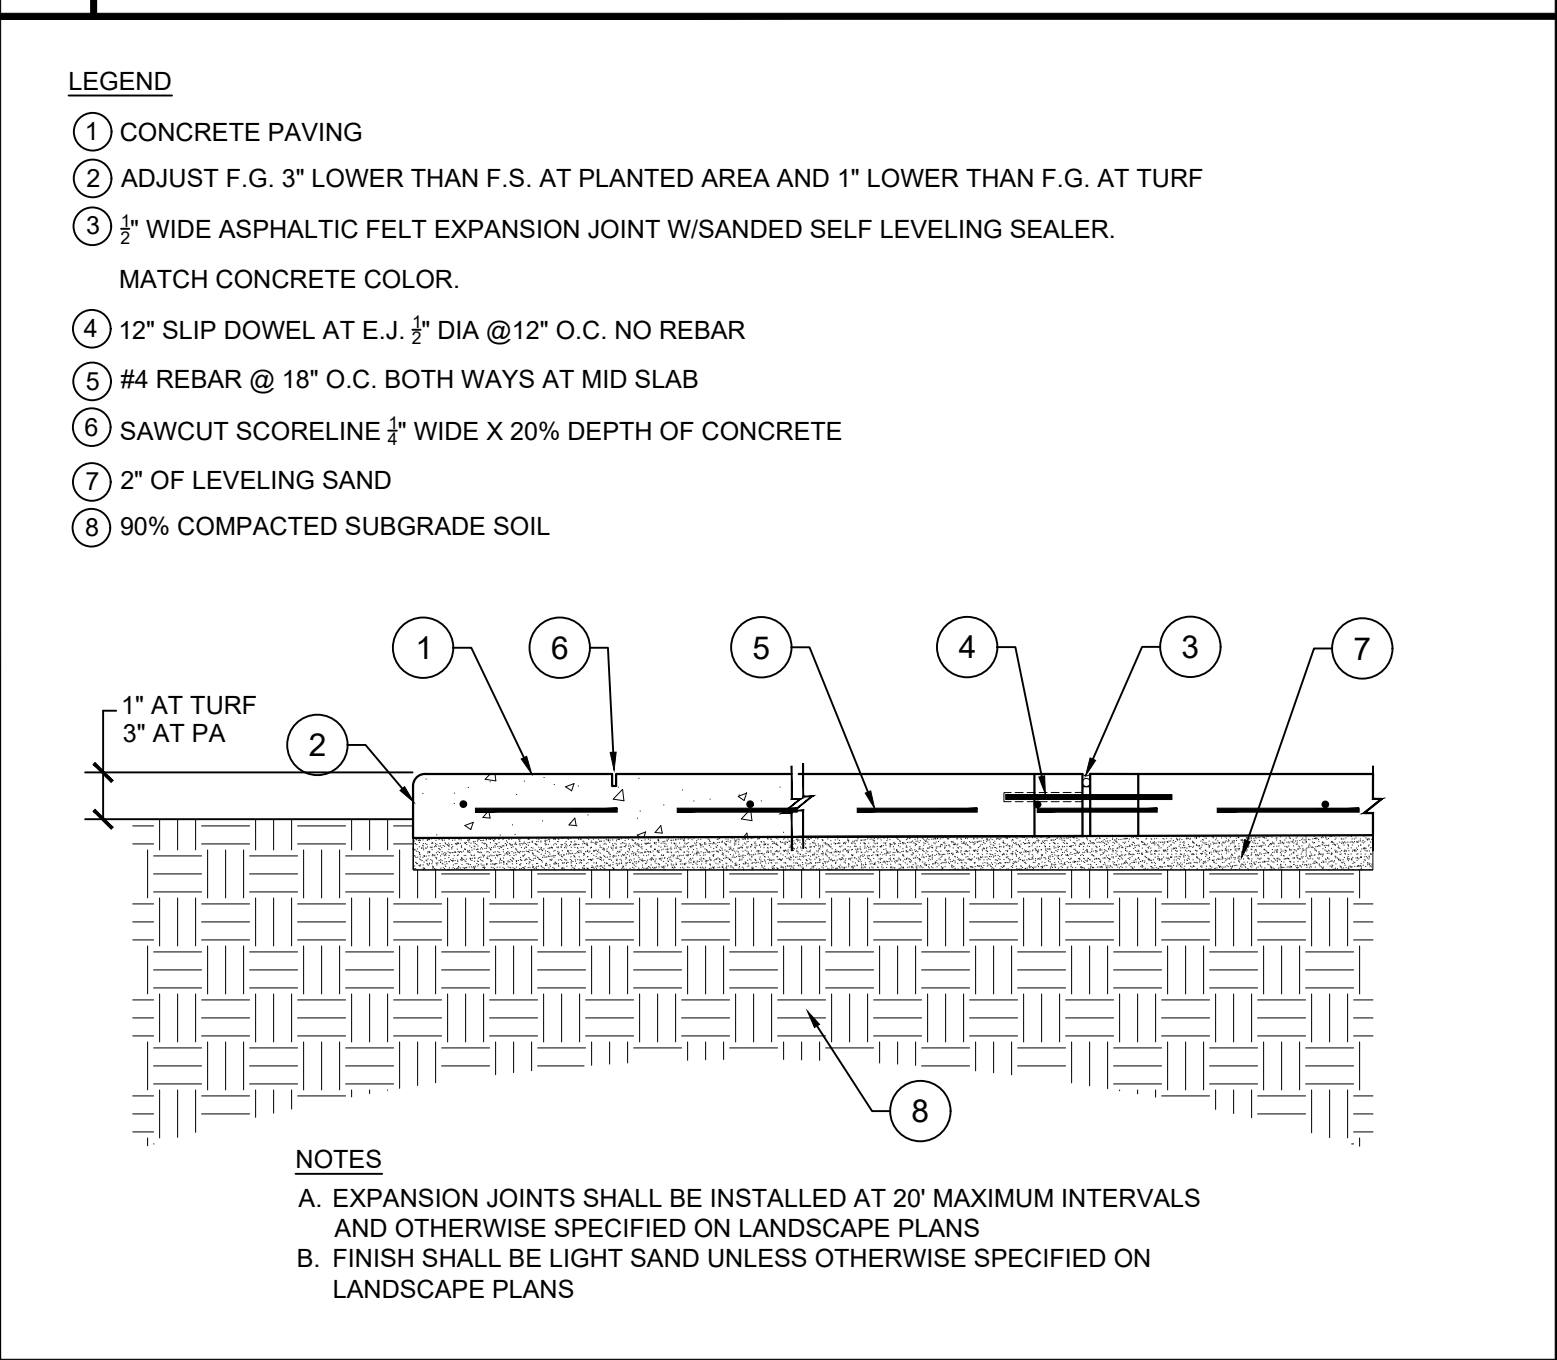 LEGEND
1 CONCRETE PAVING
2 ADJUST F.G. 3" LOWER THAN F.S. AT PLANTED AREA AND 1" LOWER THAN F.G. AT TURF
3 1/2" WIDE ASPHALTIC FELT EXPANSION JOINT W/SANDED SELF LEVELING SEALER.
MATCH CONCRETE COLOR.
4 12" SLIP DOWEL AT E.J. 1/2" DIA @12" O.C. NO REBAR
5 #4 REBAR @ 18" O.C. BOTH WAYS AT MID SLAB
6 SAWCUT SCORELINE 1/4" WIDE X 20% DEPTH OF CONCRETE
7 2" OF LEVELING SAND
8 90% COMPACTED SUBGRADE SOIL
1 6 5 4 3 7
1" AT TURF
3" AT PA
2
8
NOTES
A. EXPANSION JOINTS SHALL BE INSTALLED AT 20' MAXIMUM INTERVALS
AND OTHERWISE SPECIFIED ON LANDSCAPE PLANS
B. FINISH SHALL BE LIGHT SAND UNLESS OTHERWISE SPECIFIED ON
LANDSCAPE PLANS